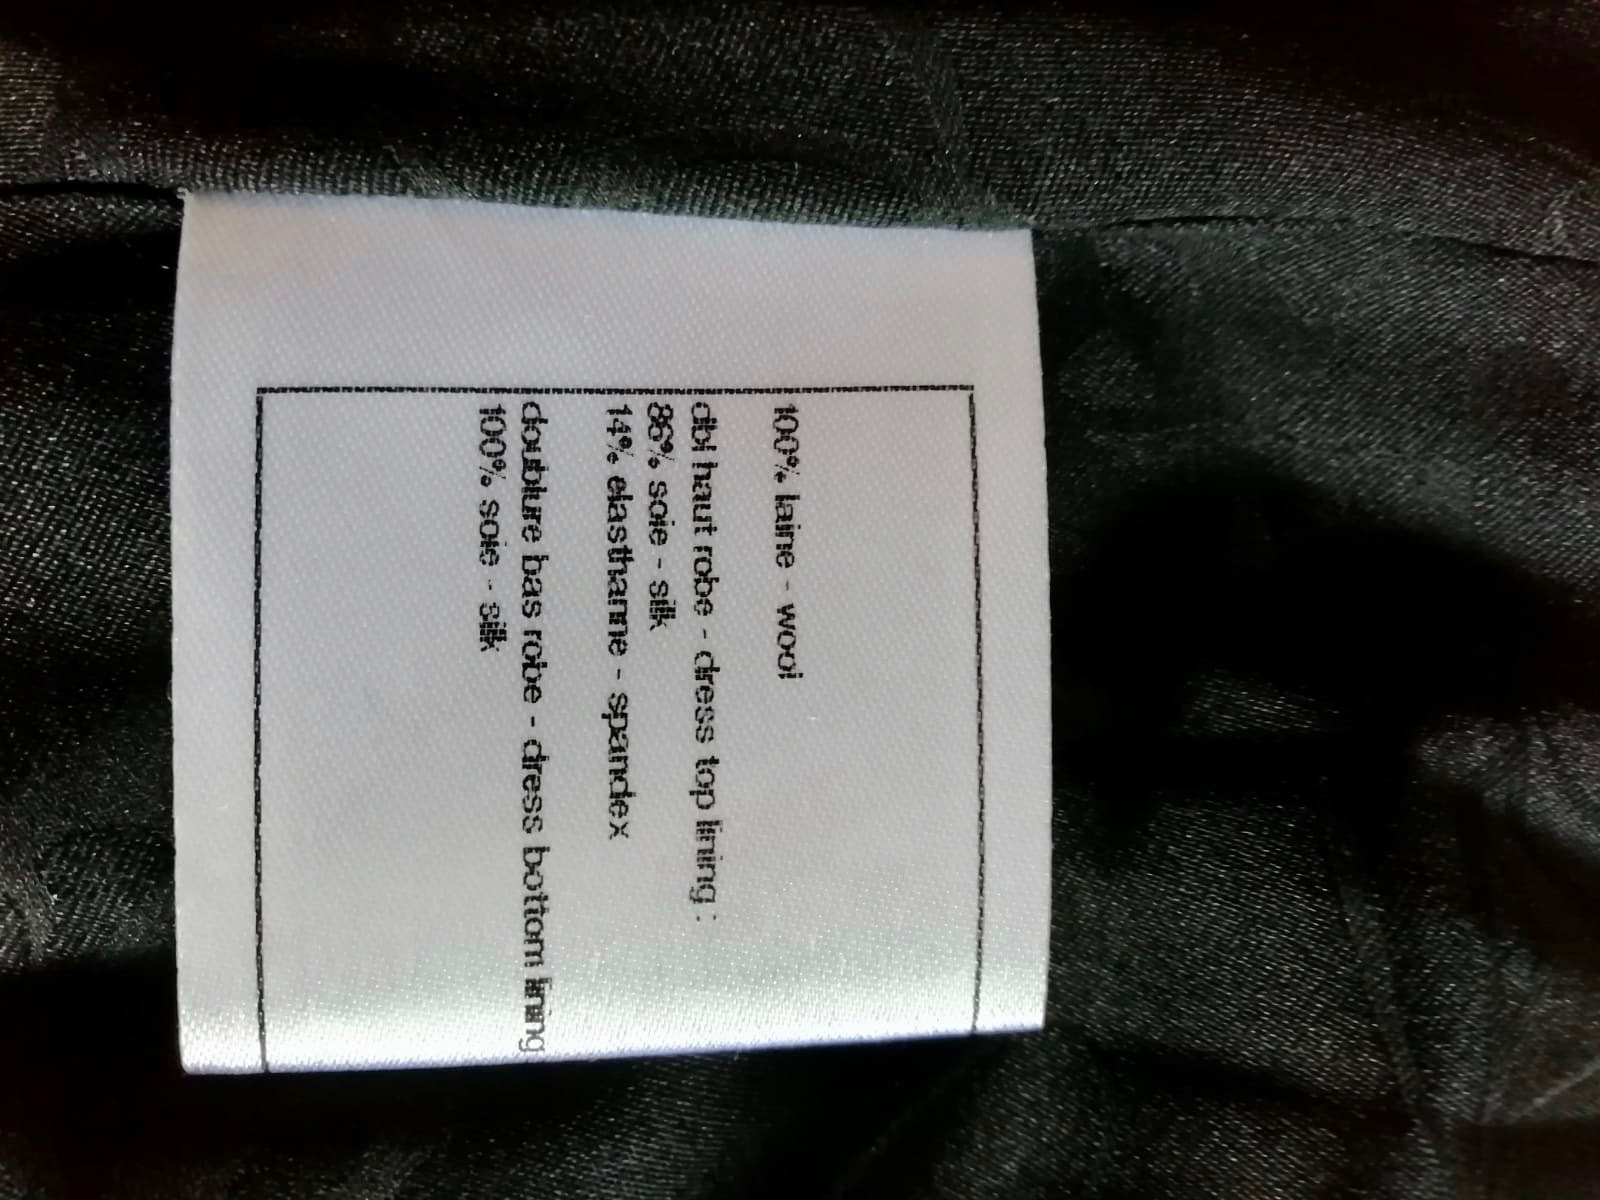 100% laine - wool
dbl haut robe - dress top lining :
86% soie - silk
14% elasthanne - spandex
doublure bas robe - dress bottom lining
100% soie - silk